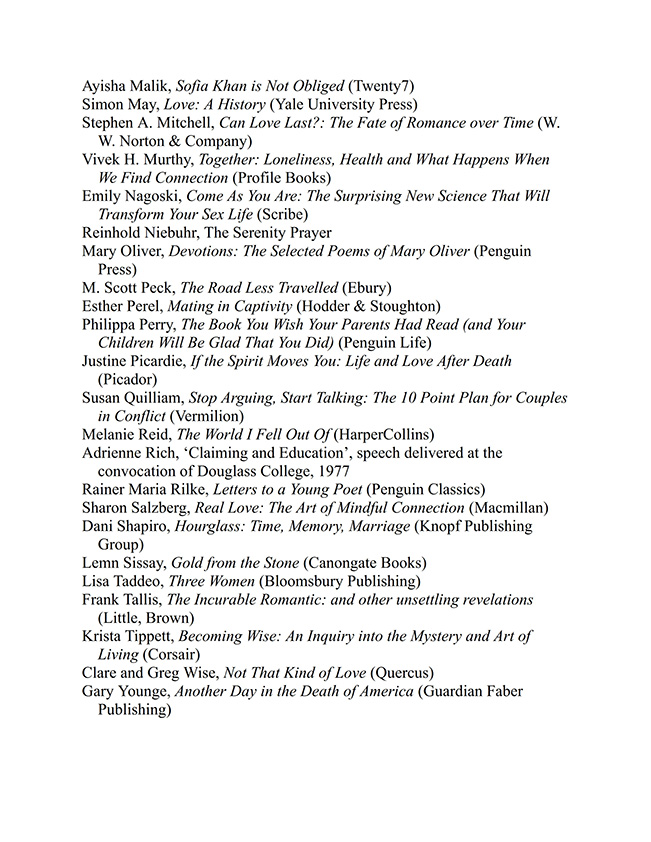 Ayisha Malik, Sofia Khan is Not Obliged (Twenty7)
Simon May, Love: A History (Yale University Press)
Stephen A. Mitchell, Can Love Last?: The Fate of Romance over Time (W.
W. Norton & Company)
Vivek H. Murthy, Together: Loneliness, Health and What Happens When
We Find Connection (Profile Books)
Emily Nagoski, Come As You Are: The Surprising New Science That Will
Transform Your Sex Life (Scribe)
Reinhold Niebuhr, The Serenity Prayer
Mary Oliver, Devotions: The Selected Poems of Mary Oliver (Penguin
Press)
M. Scott Peck, The Road Less Travelled (Ebury)
Esther Perel, Mating in Captivity (Hodder & Stoughton)
Philippa Perry, The Book You Wish Your Parents Had Read (and Your
Children Will Be Glad That You Did) (Penguin Life)
Justine Picardie, If the Spirit Moves You: Life and Love After Death
(Picador)
Susan Quilliam, Stop Arguing, Start Talking: The 10 Point Plan for Couples
in Conflict (Vermilion)
Melanie Reid, The World I Fell Out Of (HarperCollins)
Adrienne Rich, ‘Claiming and Education’, speech delivered at the
convocation of Douglass College, 1977
Rainer Maria Rilke, Letters to a Young Poet (Penguin Classics)
Sharon Salzberg, Real Love: The Art of Mindful Connection (Macmillan)
Dani Shapiro, Hourglass: Time, Memory, Marriage (Knopf Publishing
Group)
Lemn Sissay, Gold from the Stone (Canongate Books)
Lisa Taddeo, Three Women (Bloomsbury Publishing)
Frank Tallis, The Incurable Romantic: and other unsettling revelations
(Little, Brown)
Krista Tippett, Becoming Wise: An Inquiry into the Mystery and Art of
Living (Corsair)
Clare and Greg Wise, Not That Kind of Love (Quercus)
Gary Younge, Another Day in the Death of America (Guardian Faber
Publishing)